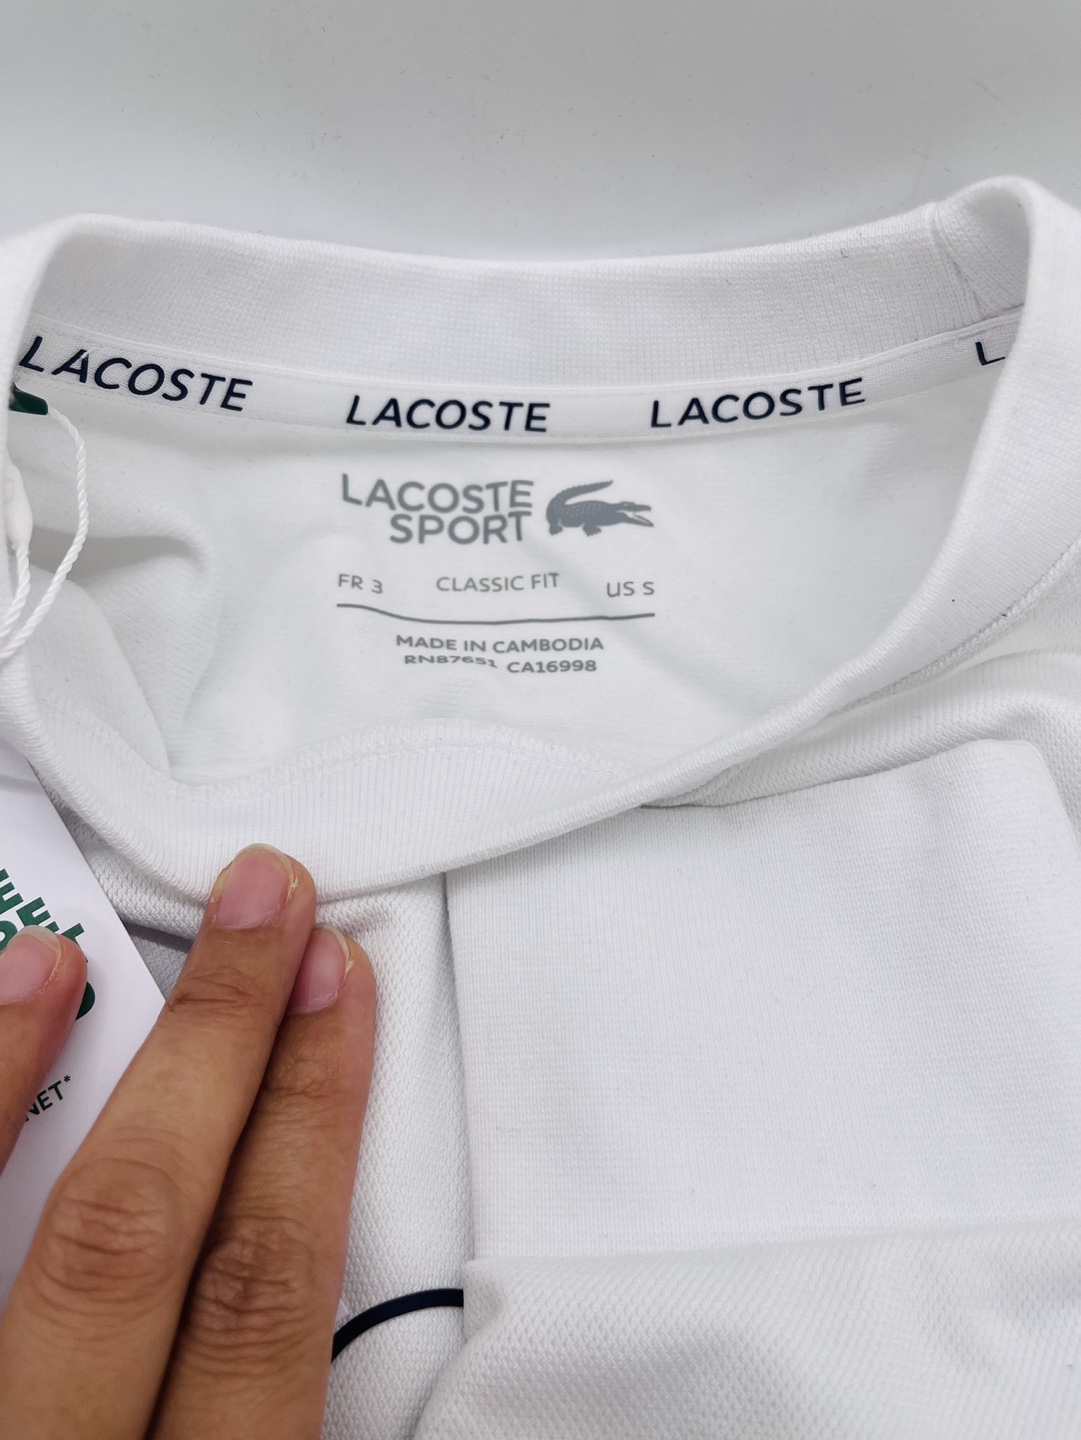 LACOSTE LACOSTE LACOSTE L
LACOSTE
SPORT
FR 3 CLASSIC FIT US S
MADE IN CAMBODIA
RN87651 CA16998